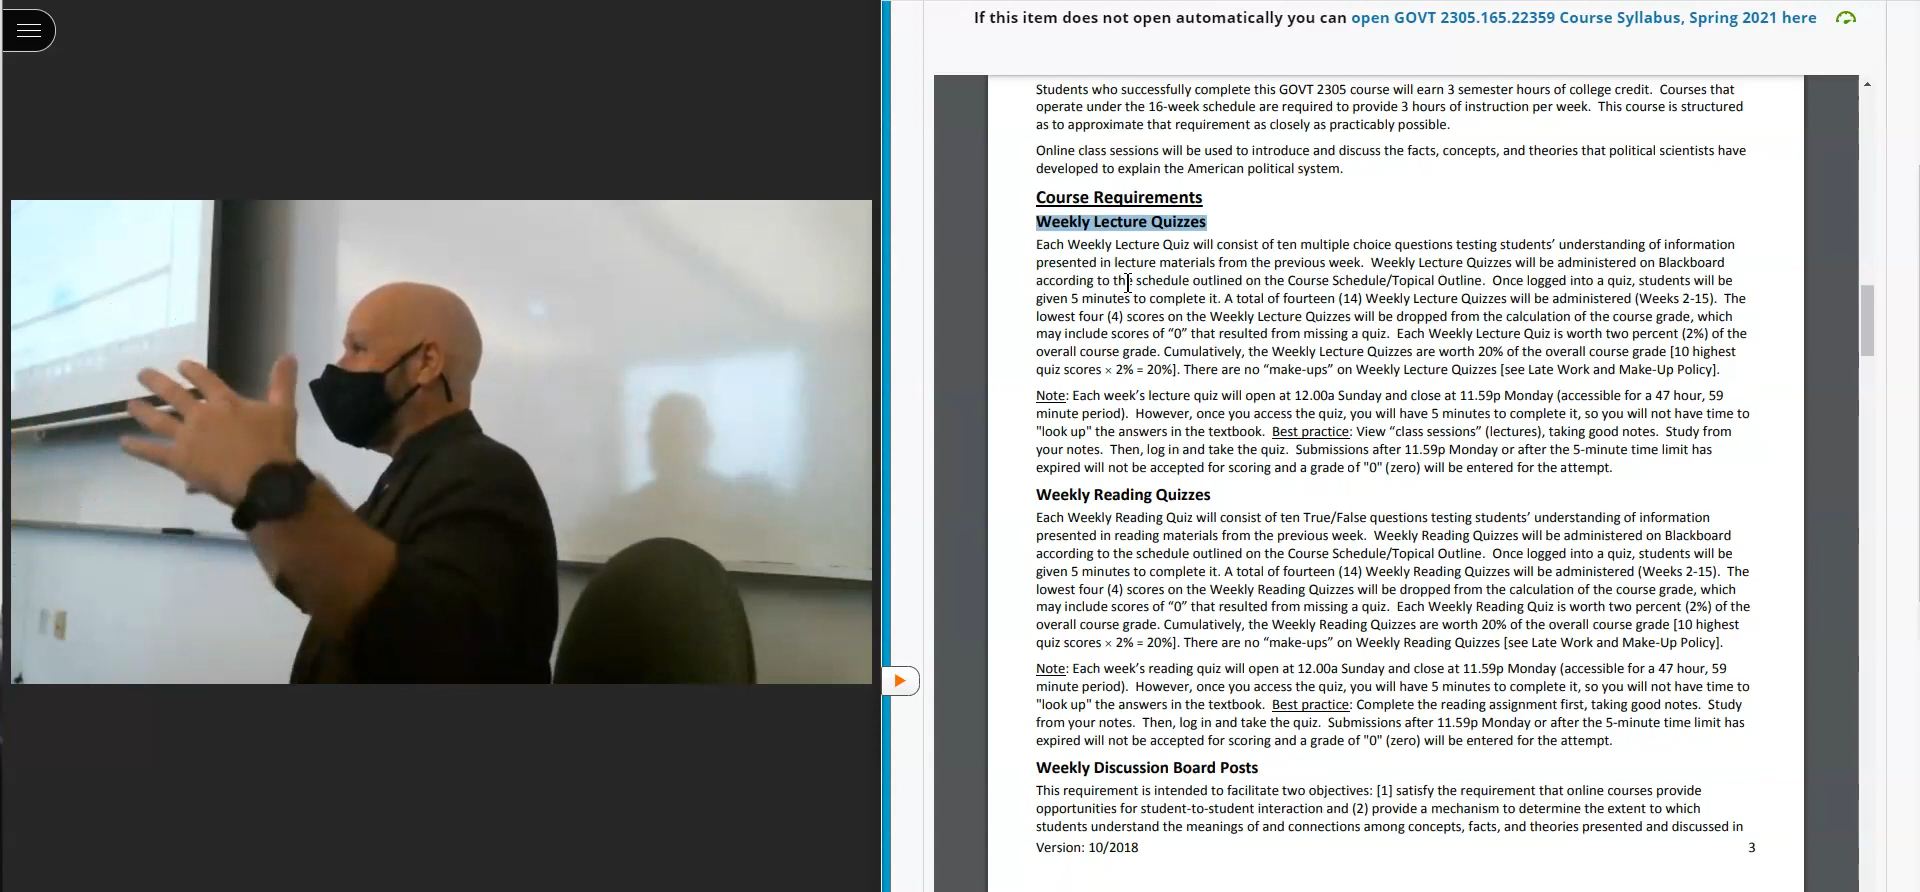 If this item does not open automatically you can open GOVT 2305.165.22359 Course Syllabus, Spring 2021 here
Students who successfully complete this GOVT 2305 course will earn 3 semester hours of college credit.  Courses that
operate under the 16-week schedule are required to provide 3 hours of instruction per week.  This course is structured
as to approximate that requirement as closely as practicably possible.
Online class sessions will be used to introduce and discuss the facts, concepts, and theories that political scientists have
developed to explain the American political system.
Course Requirements
Weekly Lecture Quizzes
Each Weekly Lecture Quiz will consist of ten multiple choice questions testing students’ understanding of information
presented in lecture materials from the previous week.  Weekly Lecture Quizzes will be administered on Blackboard
according to the schedule outlined on the Course Schedule/Topical Outline.  Once logged into a quiz, students will be
given 5 minutes to complete it. A total of fourteen (14) Weekly Lecture Quizzes will be administered (Weeks 2-15).  The
lowest four (4) scores on the Weekly Lecture Quizzes will be dropped from the calculation of the course grade, which
may include scores of “0” that resulted from missing a quiz.  Each Weekly Lecture Quiz is worth two percent (2%) of the
overall course grade. Cumulatively, the Weekly Lecture Quizzes are worth 20% of the overall course grade [10 highest
quiz scores × 2% = 20%]. There are no “make-ups” on Weekly Lecture Quizzes [see Late Work and Make-Up Policy].
Note: Each week’s lecture quiz will open at 12.00a Sunday and close at 11.59p Monday (accessible for a 47 hour, 59
minute period).  However, once you access the quiz, you will have 5 minutes to complete it, so you will not have time to
"look up" the answers in the textbook.  Best practice: View “class sessions” (lectures), taking good notes.  Study from
your notes.  Then, log in and take the quiz.  Submissions after 11.59p Monday or after the 5-minute time limit has
expired will not be accepted for scoring and a grade of "0" (zero) will be entered for the attempt.
Weekly Reading Quizzes
Each Weekly Reading Quiz will consist of ten True/False questions testing students’ understanding of information
presented in reading materials from the previous week.  Weekly Reading Quizzes will be administered on Blackboard
according to the schedule outlined on the Course Schedule/Topical Outline.  Once logged into a quiz, students will be
given 5 minutes to complete it. A total of fourteen (14) Weekly Reading Quizzes will be administered (Weeks 2-15).  The
lowest four (4) scores on the Weekly Reading Quizzes will be dropped from the calculation of the course grade, which
may include scores of “0” that resulted from missing a quiz.  Each Weekly Reading Quiz is worth two percent (2%) of the
overall course grade. Cumulatively, the Weekly Reading Quizzes are worth 20% of the overall course grade [10 highest
quiz scores × 2% = 20%]. There are no “make-ups” on Weekly Reading Quizzes [see Late Work and Make-Up Policy].
Note: Each week’s reading quiz will open at 12.00a Sunday and close at 11.59p Monday (accessible for a 47 hour, 59
minute period).  However, once you access the quiz, you will have 5 minutes to complete it, so you will not have time to
"look up" the answers in the textbook.  Best practice: Complete the reading assignment first, taking good notes.  Study
from your notes.  Then, log in and take the quiz.  Submissions after 11.59p Monday or after the 5-minute time limit has
expired will not be accepted for scoring and a grade of "0" (zero) will be entered for the attempt.
Weekly Discussion Board Posts
This requirement is intended to facilitate two objectives: [1] satisfy the requirement that online courses provide
opportunities for student-to-student interaction and (2) provide a mechanism to determine the extent to which
students understand the meanings of and connections among concepts, facts, and theories presented and discussed in
Version: 10/2018
3